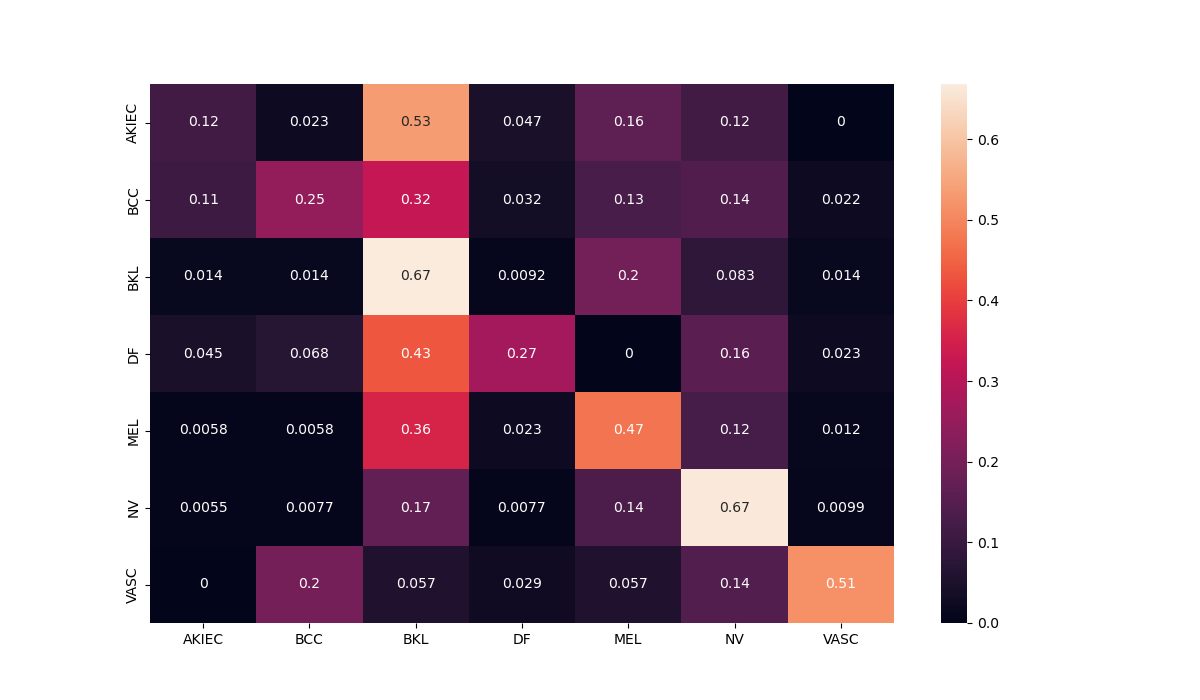 AKIEC 0.12 0.023 0.53 0.047 0.16 0.12 0
BCC 0.11 0.25 0.32 0.032 0.13 0.14 0.022
BKL 0.014 0.014 0.67 0.0092 0.2 0.083 0.014
DF 0.045 0.068 0.43 0.27 0 0.16 0.023
MEL 0.0058 0.0058 0.36 0.023 0.47 0.12 0.012
NV 0.0055 0.0077 0.17 0.0077 0.14 0.67 0.0099
VASC 0 0.2 0.057 0.029 0.057 0.14 0.51
AKIEC BCC BKL DF MEL NV VASC
0.6
0.5
0.4
0.3
0.2
0.1
0.0